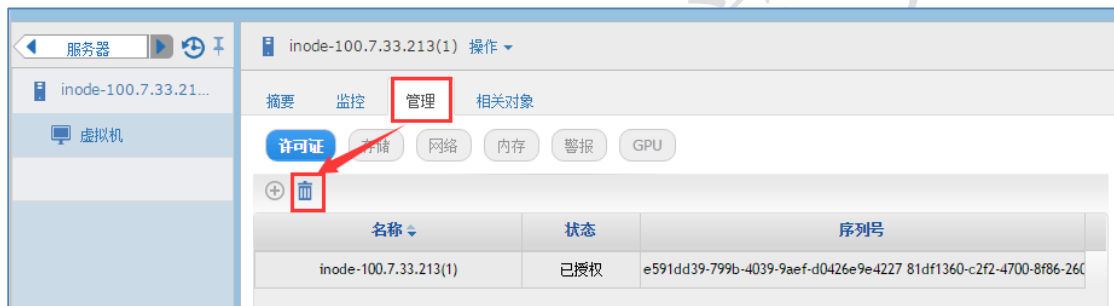 服务器
inode-100.7.33.213(1) 操作
inode-100.7.33.21...
虚拟机
摘要 监控 管理 相关对象
许可证 存储 网络 内存 警报 GPU
名称 状态 序列号
inode-100.7.33.213(1) 已授权 e591dd39-799b-4039-9aef-d0426e9e4227 81df1360-c2f2-4700-8f86-260